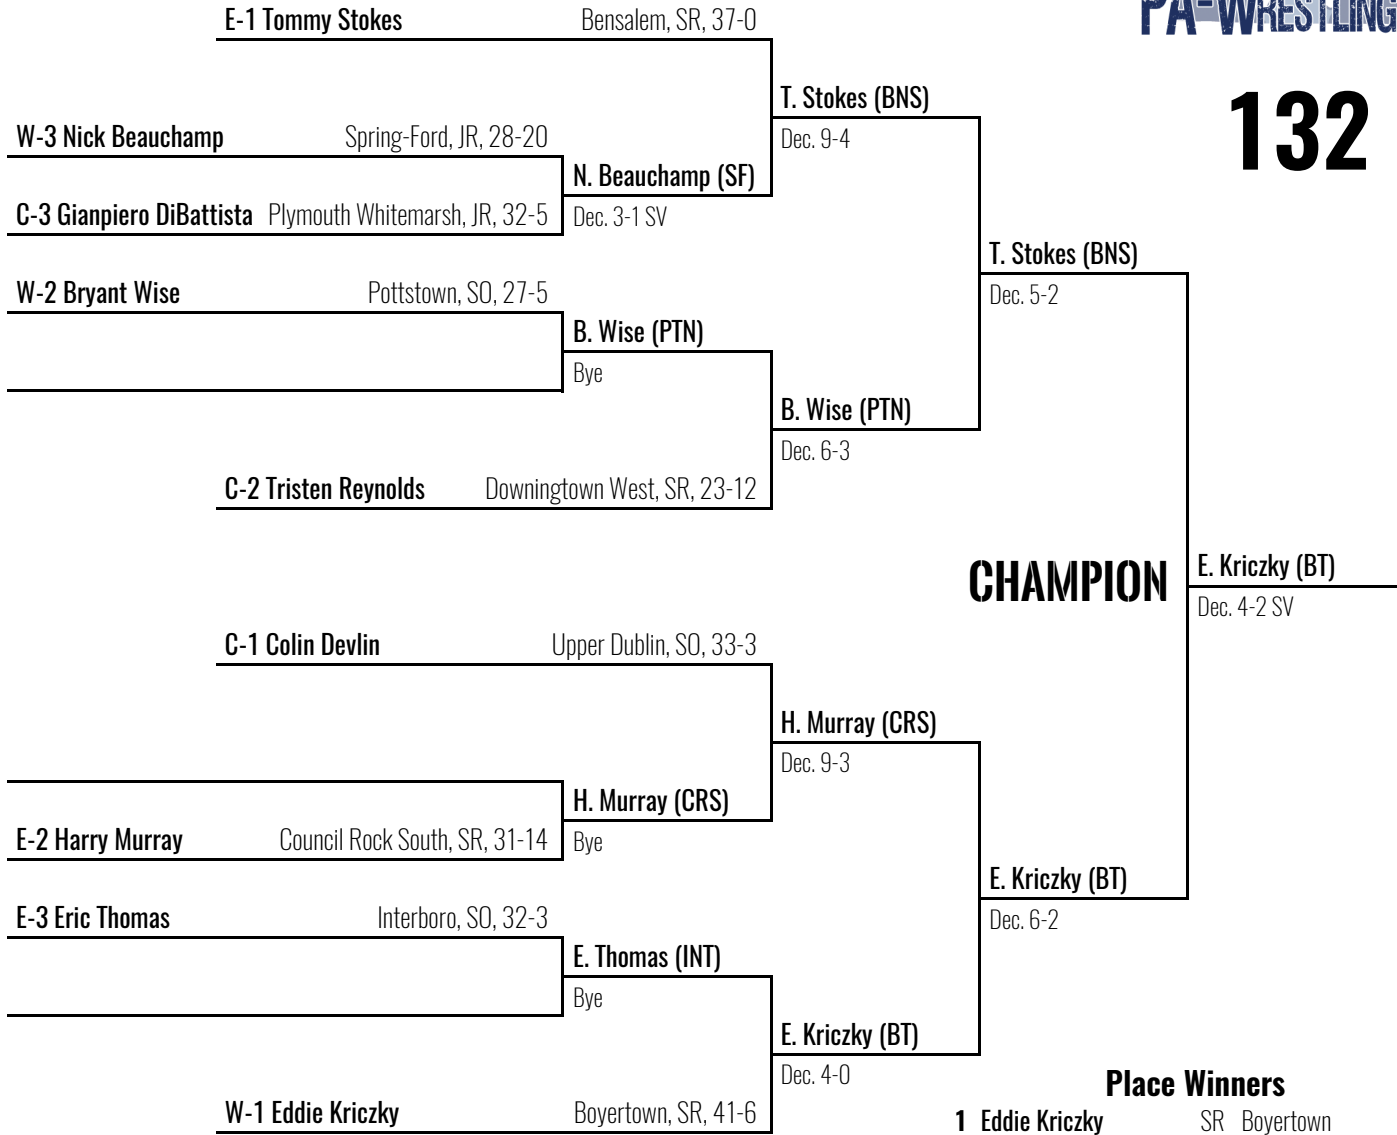 E-1 Tommy Stokes Bensalem, SR, 37-0
PA-WRESTLING
T. Stokes (BNS)
132
W-3 Nick Beauchamp Spring-Ford, JR, 28-20
Dec. 9-4
N. Beauchamp (SF)
C-3 Gianpiero DiBattista Plymouth Whitemarsh, JR, 32-5
Dec. 3-1 SV
T. Stokes (BNS)
W-2 Bryant Wise Pottstown, SO, 27-5
Dec. 5-2
B. Wise (PTN)
Bye
B. Wise (PTN)
Dec. 6-3
C-2 Tristen Reynolds Downingtown West, SR, 23-12
CHAMPION
E. Kriczky (BT)
Dec. 4-2 SV
C-1 Colin Devlin Upper Dublin, SO, 33-3
H. Murray (CRS)
Dec. 9-3
H. Murray (CRS)
E-2 Harry Murray Council Rock South, SR, 31-14
Bye
E. Kriczky (BT)
E-3 Eric Thomas Interboro, SO, 32-3
Dec. 6-2
E. Thomas (INT)
Bye
E. Kriczky (BT)
Dec. 4-0
Place Winners
W-1 Eddie Kriczky Boyertown, SR, 41-6
1 Eddie Kriczky SR Boyertown